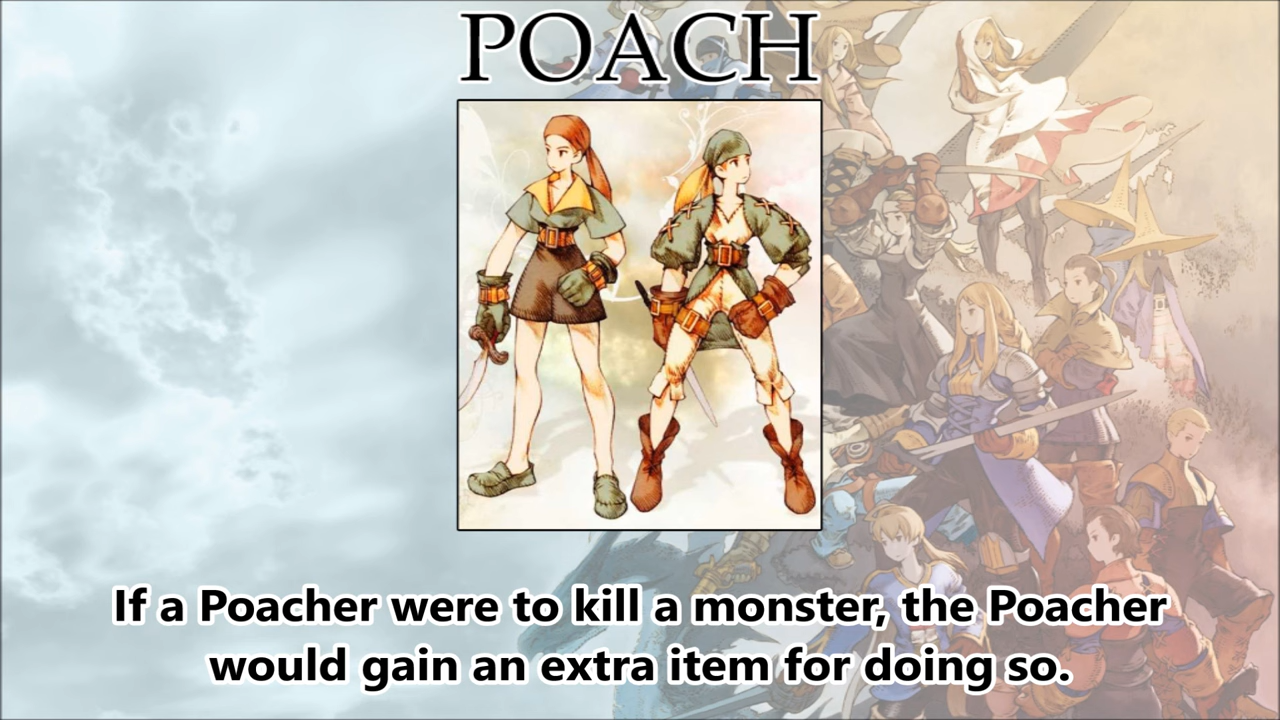 POACH
If a Poacher were to kill a monster, the Poacher
would gain an extra item for doing so.